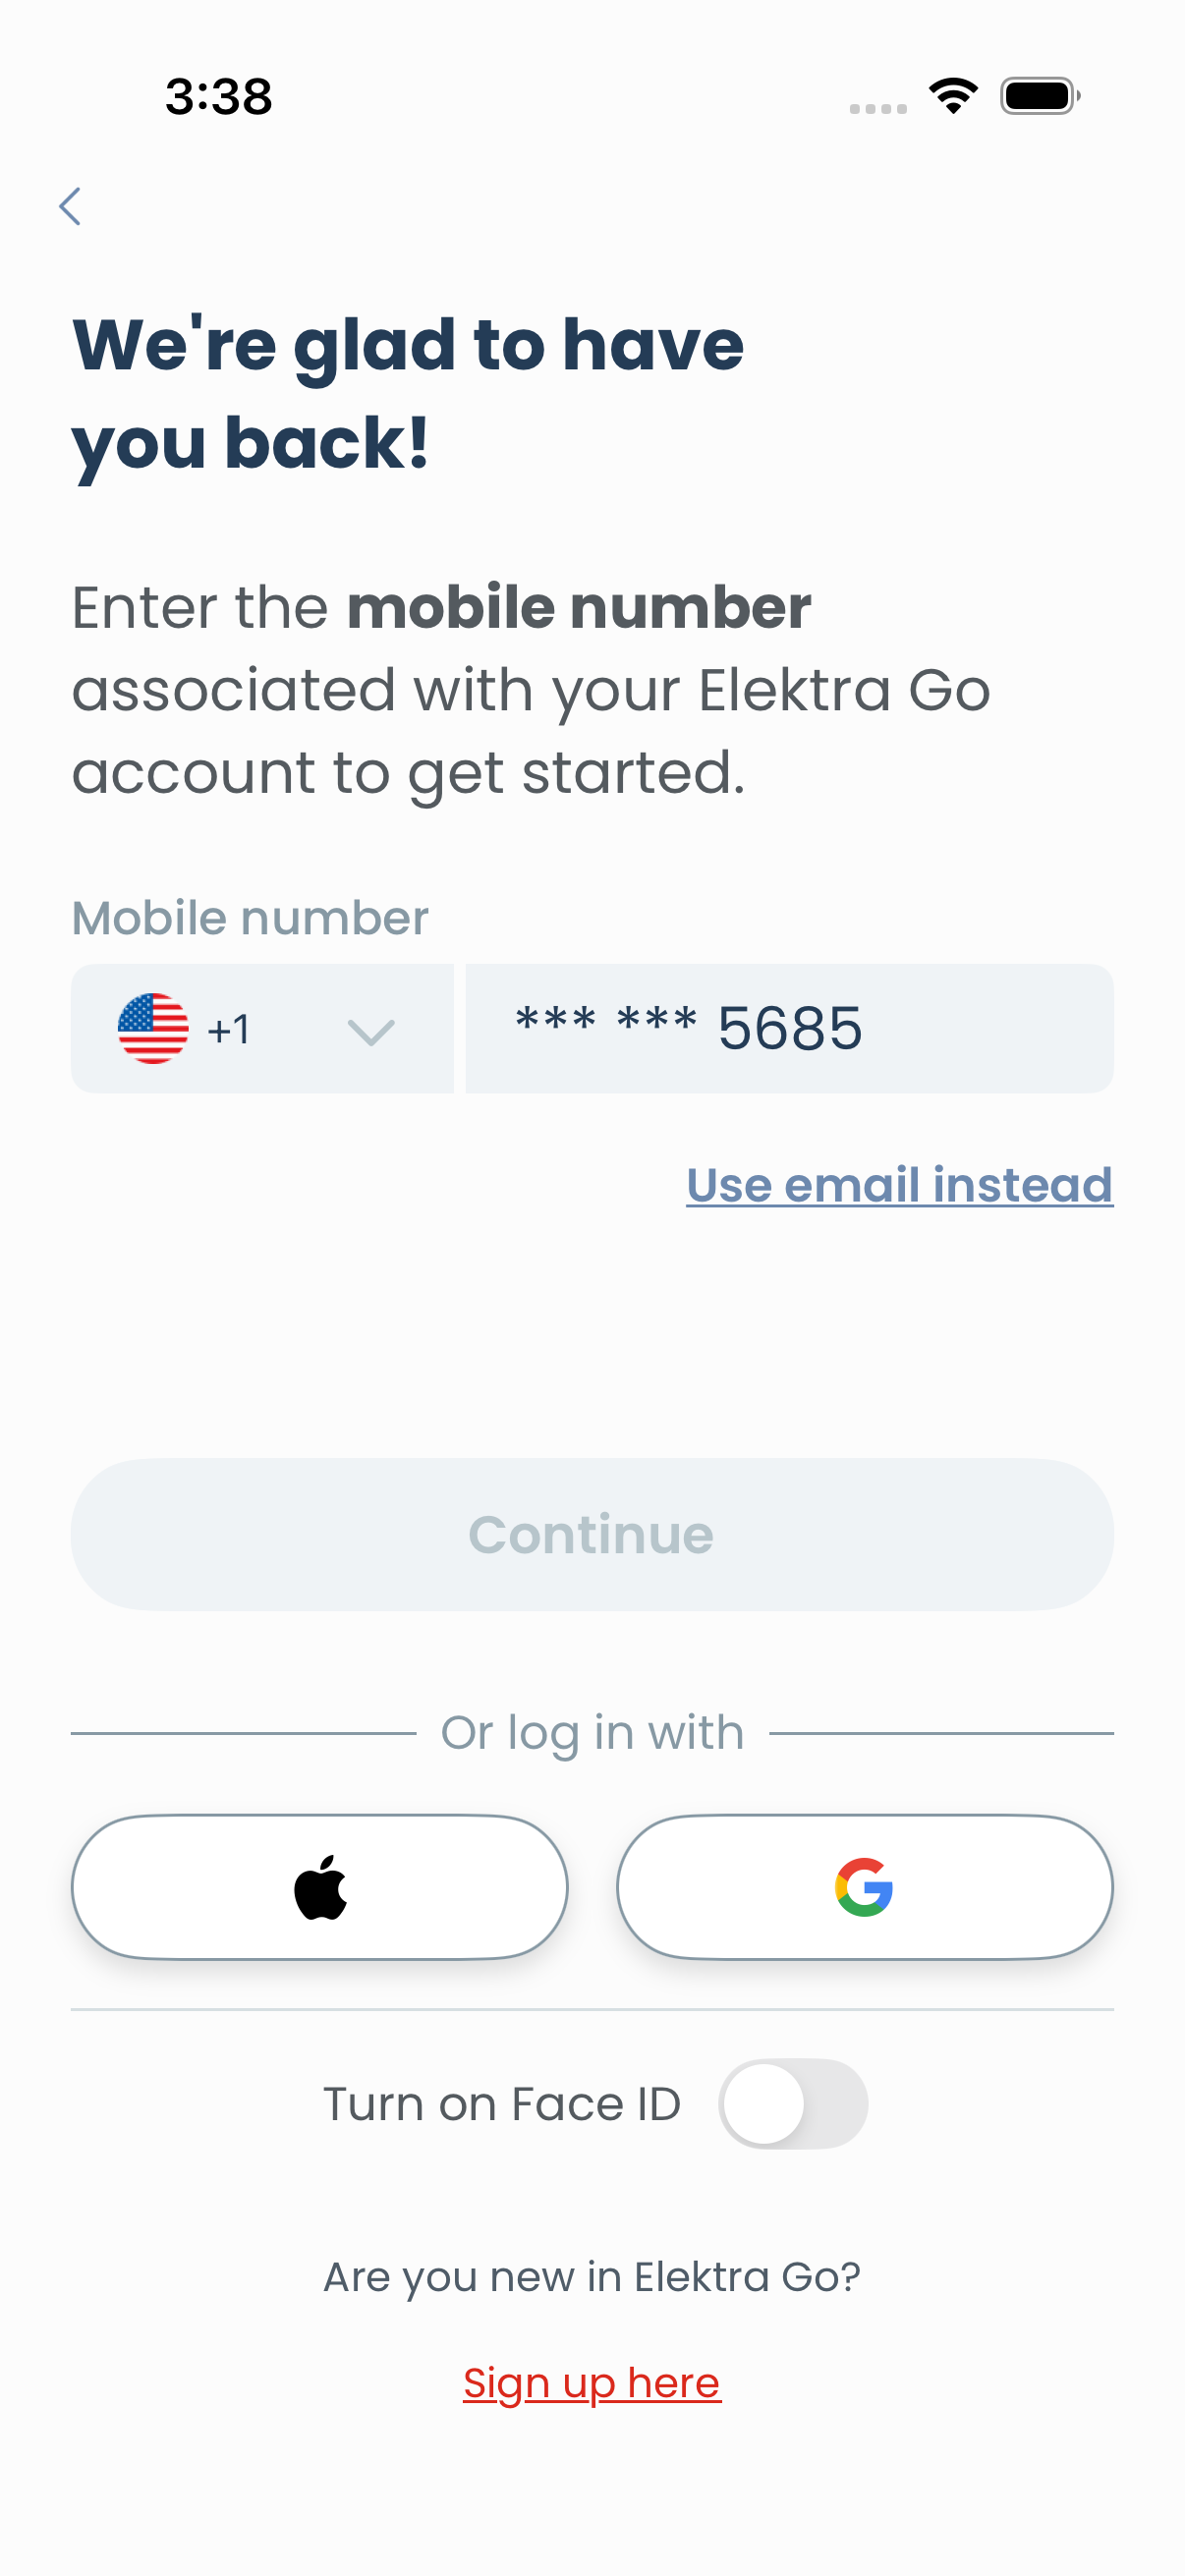 3:38
We're glad to have
you back!
Enter the mobile number
associated with your Elektra Go
account to get started.
Mobile number
+1
*** *** 5685
Use email instead
Continue
Or log in with
Turn on Face ID
Are you new in Elektra Go?
Sign up here